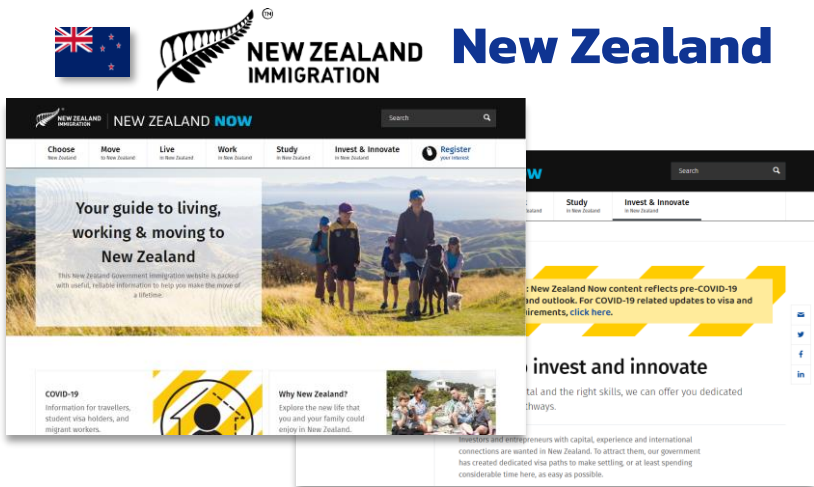 TM
NEW ZEALAND
IMMIGRATION
New Zealand
NEW ZEALAND
IMMIGRATION
NEW ZEALAND NOW
Search
Choose
New Zealand
Move
to New Zealand
Live
in New Zealand
Work
in New Zealand
Study
in New Zealand
Invest & Innovate
in New Zealand
Register
your interest
Your guide to living,
working & moving to
New Zealand
This New Zealand Government immigration website is packed
with useful, reliable information to help you make the move of
a lifetime.
COVID-19
Information for travellers,
student visa holders, and
migrant workers.
Why New Zealand?
Explore the new life that
you and your family could
enjoy in New Zealand.
Search
Study
in New Zealand
Invest & Innovate
in New Zealand
: New Zealand Now content reflects pre-COVID-19
and outlook. For COVID-19 related updates to visa and
click here.
invest and innovate
and the right skills, we can offer you dedicated
Investors and entrepreneurs with capital, experience and international
connections are wanted in New Zealand. To attract them, our government
has created dedicated visa paths to make settling, or at least spending
considerable time here, as easy as possible.